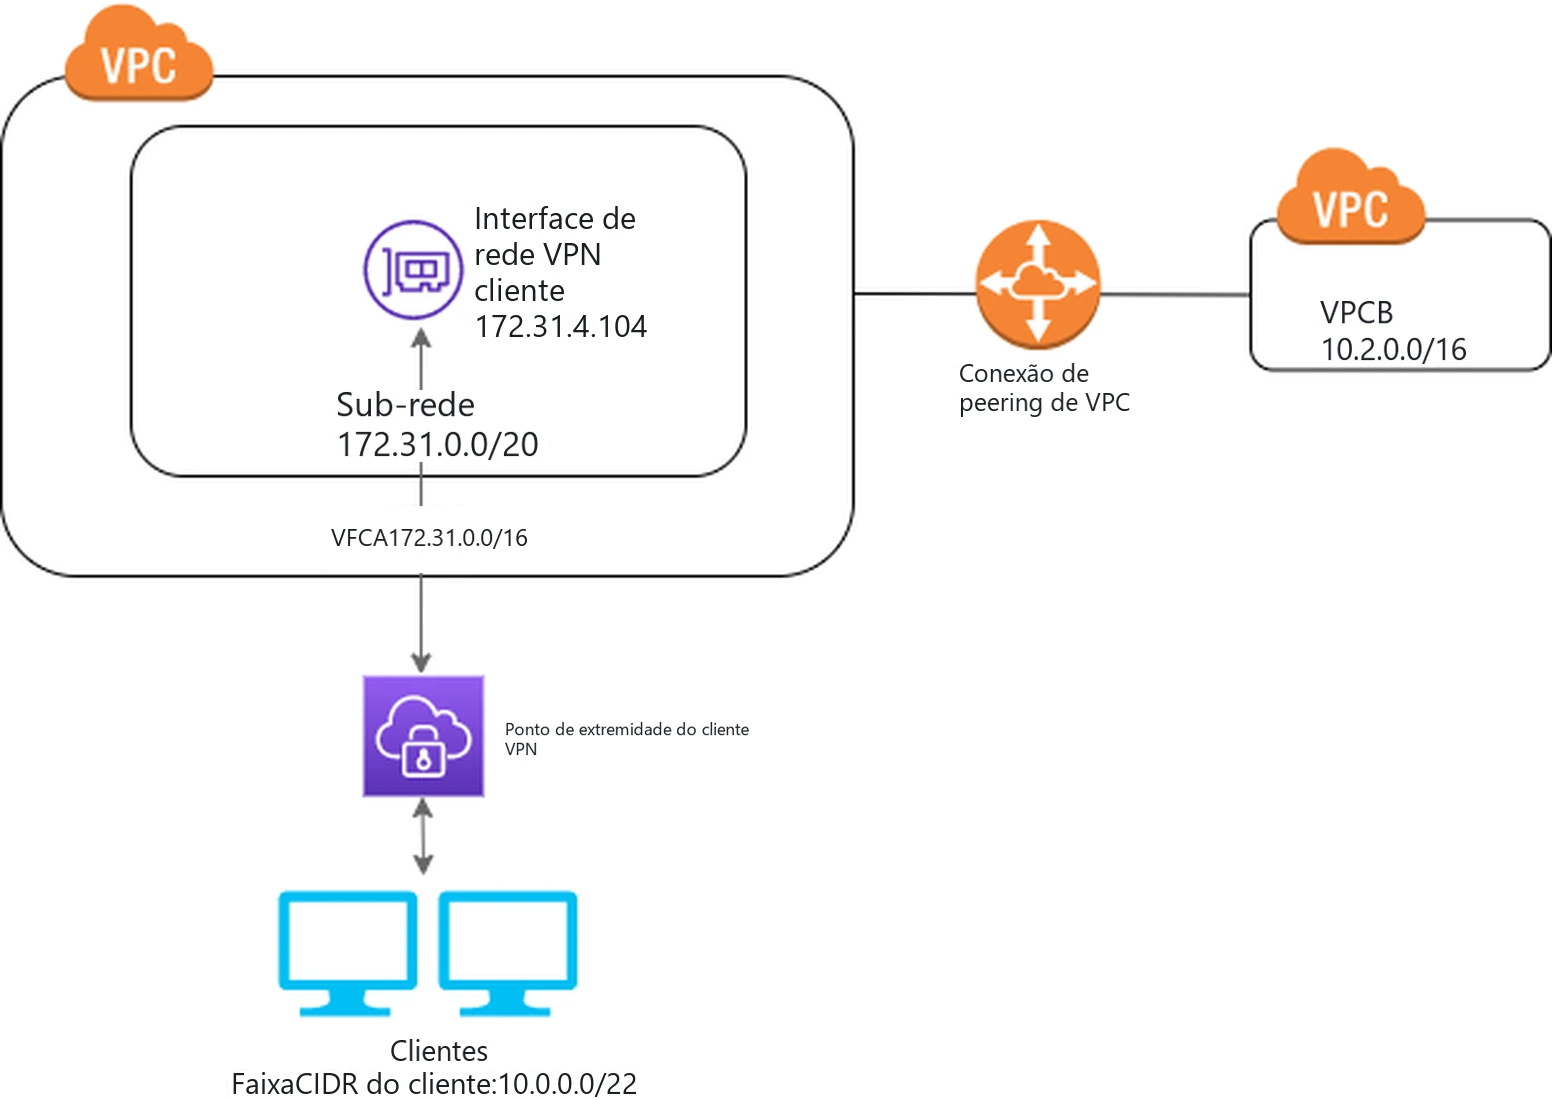 VPC
Interface de
rede VPN
cliente
172.31.4.104
Sub-rede
172.31.0.0/20
VFCA172.31.0.0/16
Conexão de
peering de VPC
VPC
VPCB
10.2.0.0/16
Ponto de extremidade do cliente
VPN
Clientes
FaixaCIDR do cliente:10.0.0.0/22